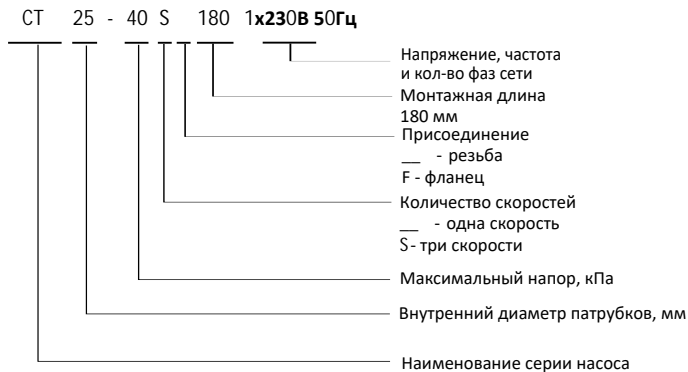 CT 25 - 40 S 180 1x230В 50Гц
Напряжение, частота
и кол-во фаз сети
Монтажная длина
180 мм
Присоединение
__ - резьба
F - фланец
Количество скоростей
__ - одна скорость
S - три скорости
Максимальный напор, кПа
Внутренний диаметр патрубков, мм
Наименование серии насоса